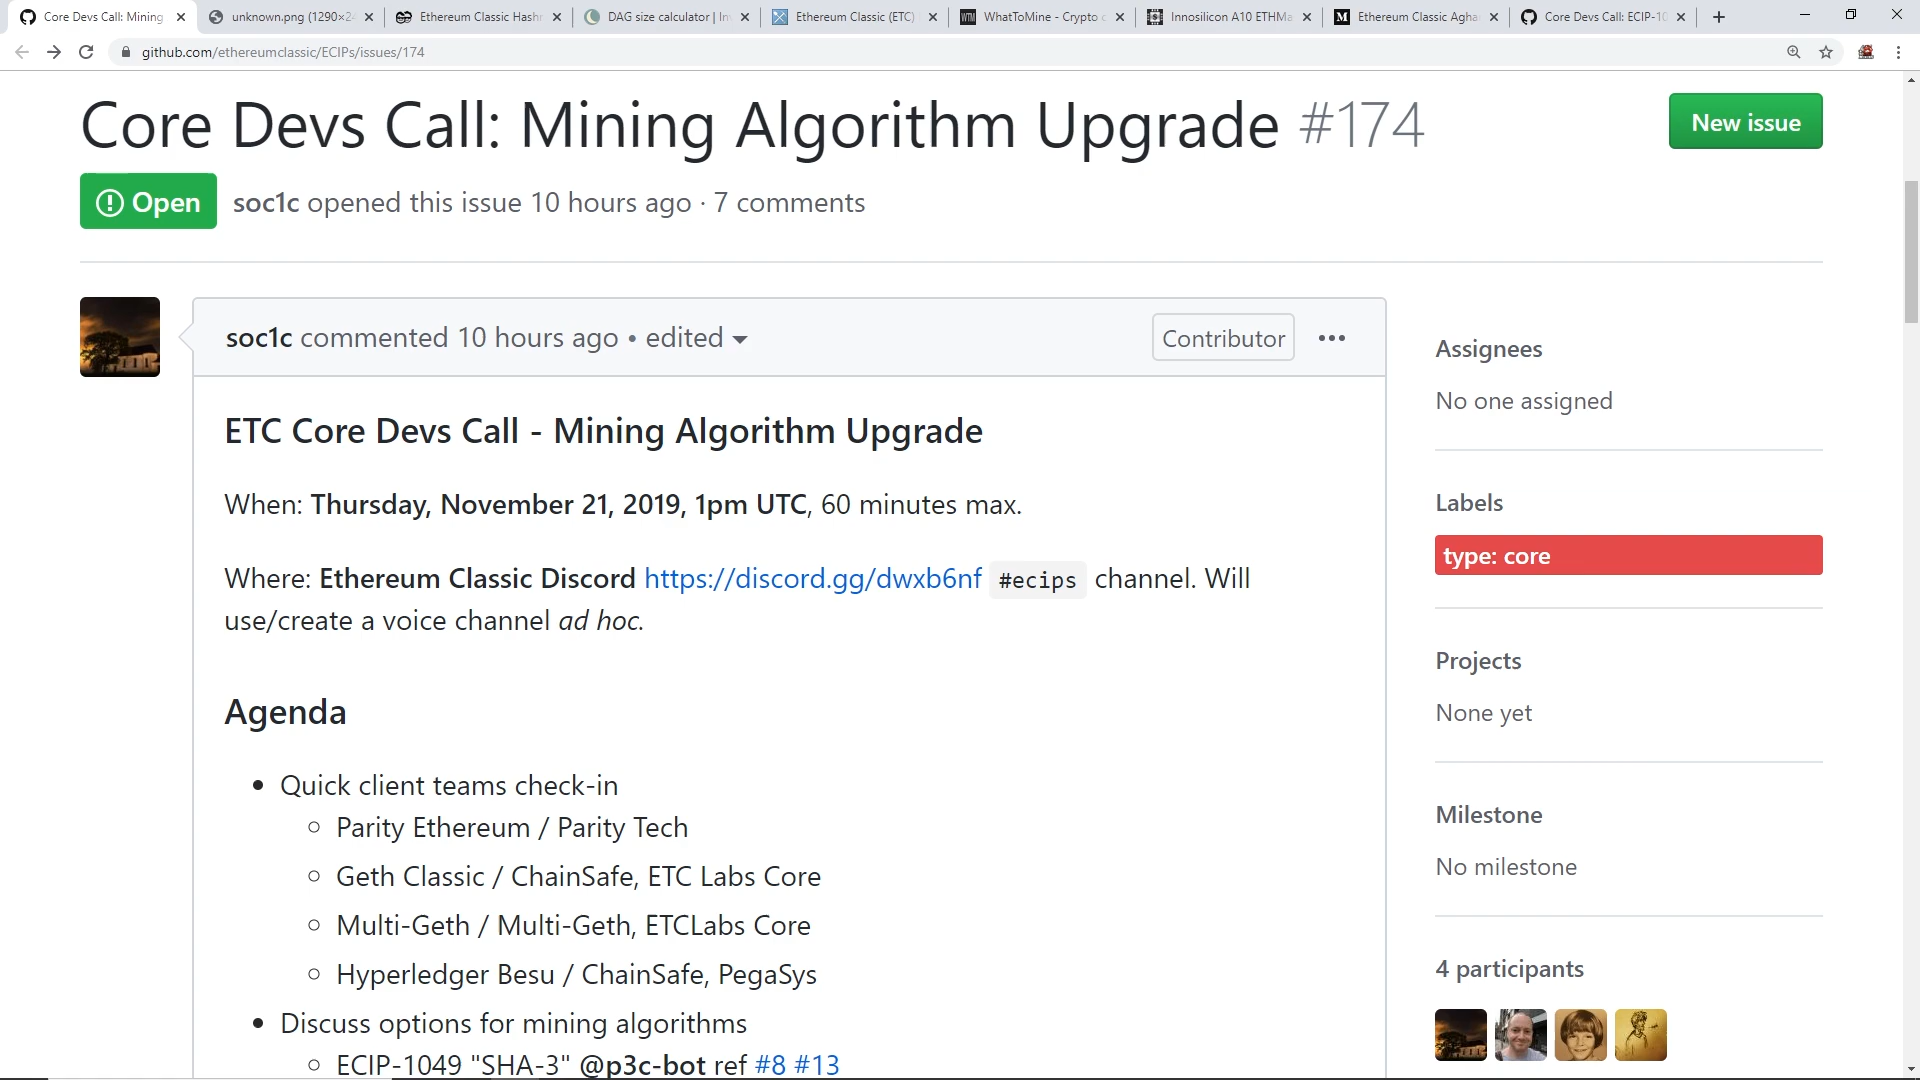 Core Devs Call: Mining
unknown.png (1290×24
Ethereum Classic Hashr
DAG size calculator | In
Ethereum Classic (ETC)
WTM WhatToMine - Crypto c
Innosilicon A10 ETHMa
M Ethereum Classic Agha
Core Devs Call: ECIP-10
github.com/ethereumclassic/ECIPs/issues/174
Core Devs Call: Mining Algorithm Upgrade #174
New issue
Open soc1c opened this issue 10 hours ago · 7 comments
soc1c commented 10 hours ago • edited
Contributor
ETC Core Devs Call - Mining Algorithm Upgrade
When: Thursday, November 21, 2019, 1pm UTC, 60 minutes max.
Where: Ethereum Classic Discord https://discord.gg/dwxb6nf #ecips channel. Will
use/create a voice channel ad hoc.
Agenda
• Quick client teams check-in
○ Parity Ethereum / Parity Tech
○ Geth Classic / ChainSafe, ETC Labs Core
○ Multi-Geth / Multi-Geth, ETCLabs Core
○ Hyperledger Besu / ChainSafe, PegaSys
• Discuss options for mining algorithms
○ ECIP-1049 "SHA-3" @p3c-bot ref #8 #13
Assignees
No one assigned
Labels
type: core
Projects
None yet
Milestone
No milestone
4 participants